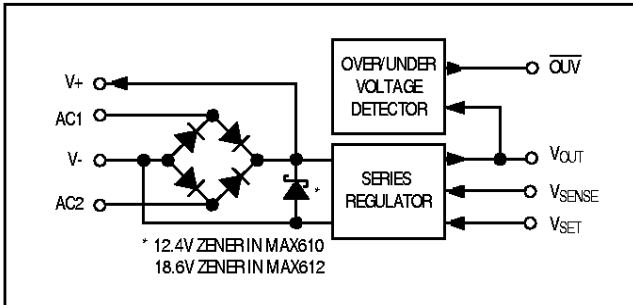 V+
AC1
V-
AC2
OVER/UNDER
VOLTAGE
DETECTOR
OUV
SERIES
REGULATOR
VOUT
VSENSE
VSET
*
* 12.4V ZENER IN MAX610
18.6V ZENER IN MAX612